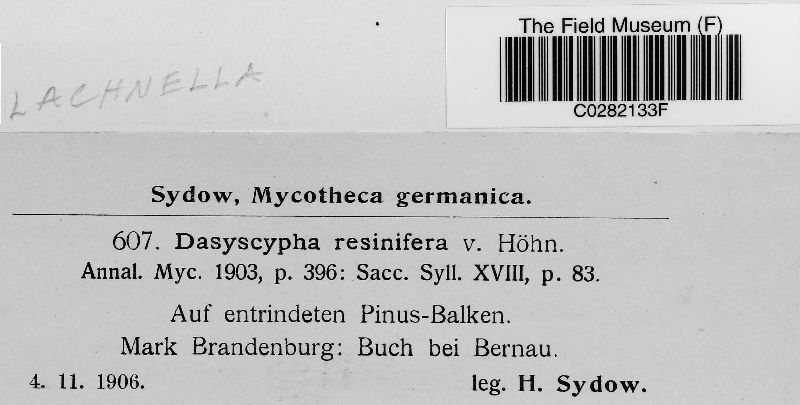 The Field Museum (F)
C0282133F
LACHNELLA
Sydow, Mycotheca germanica.
607. Dasyscypha resinifera v. Höhn.
Annal. Myc. 1903, p. 396: Sacc. Syll. XVIII, p. 83.
Auf entrindeten Pinus-Balken.
Mark Brandenburg: Buch bei Bernau.
4. 11. 1906. leg. H. Sydow.